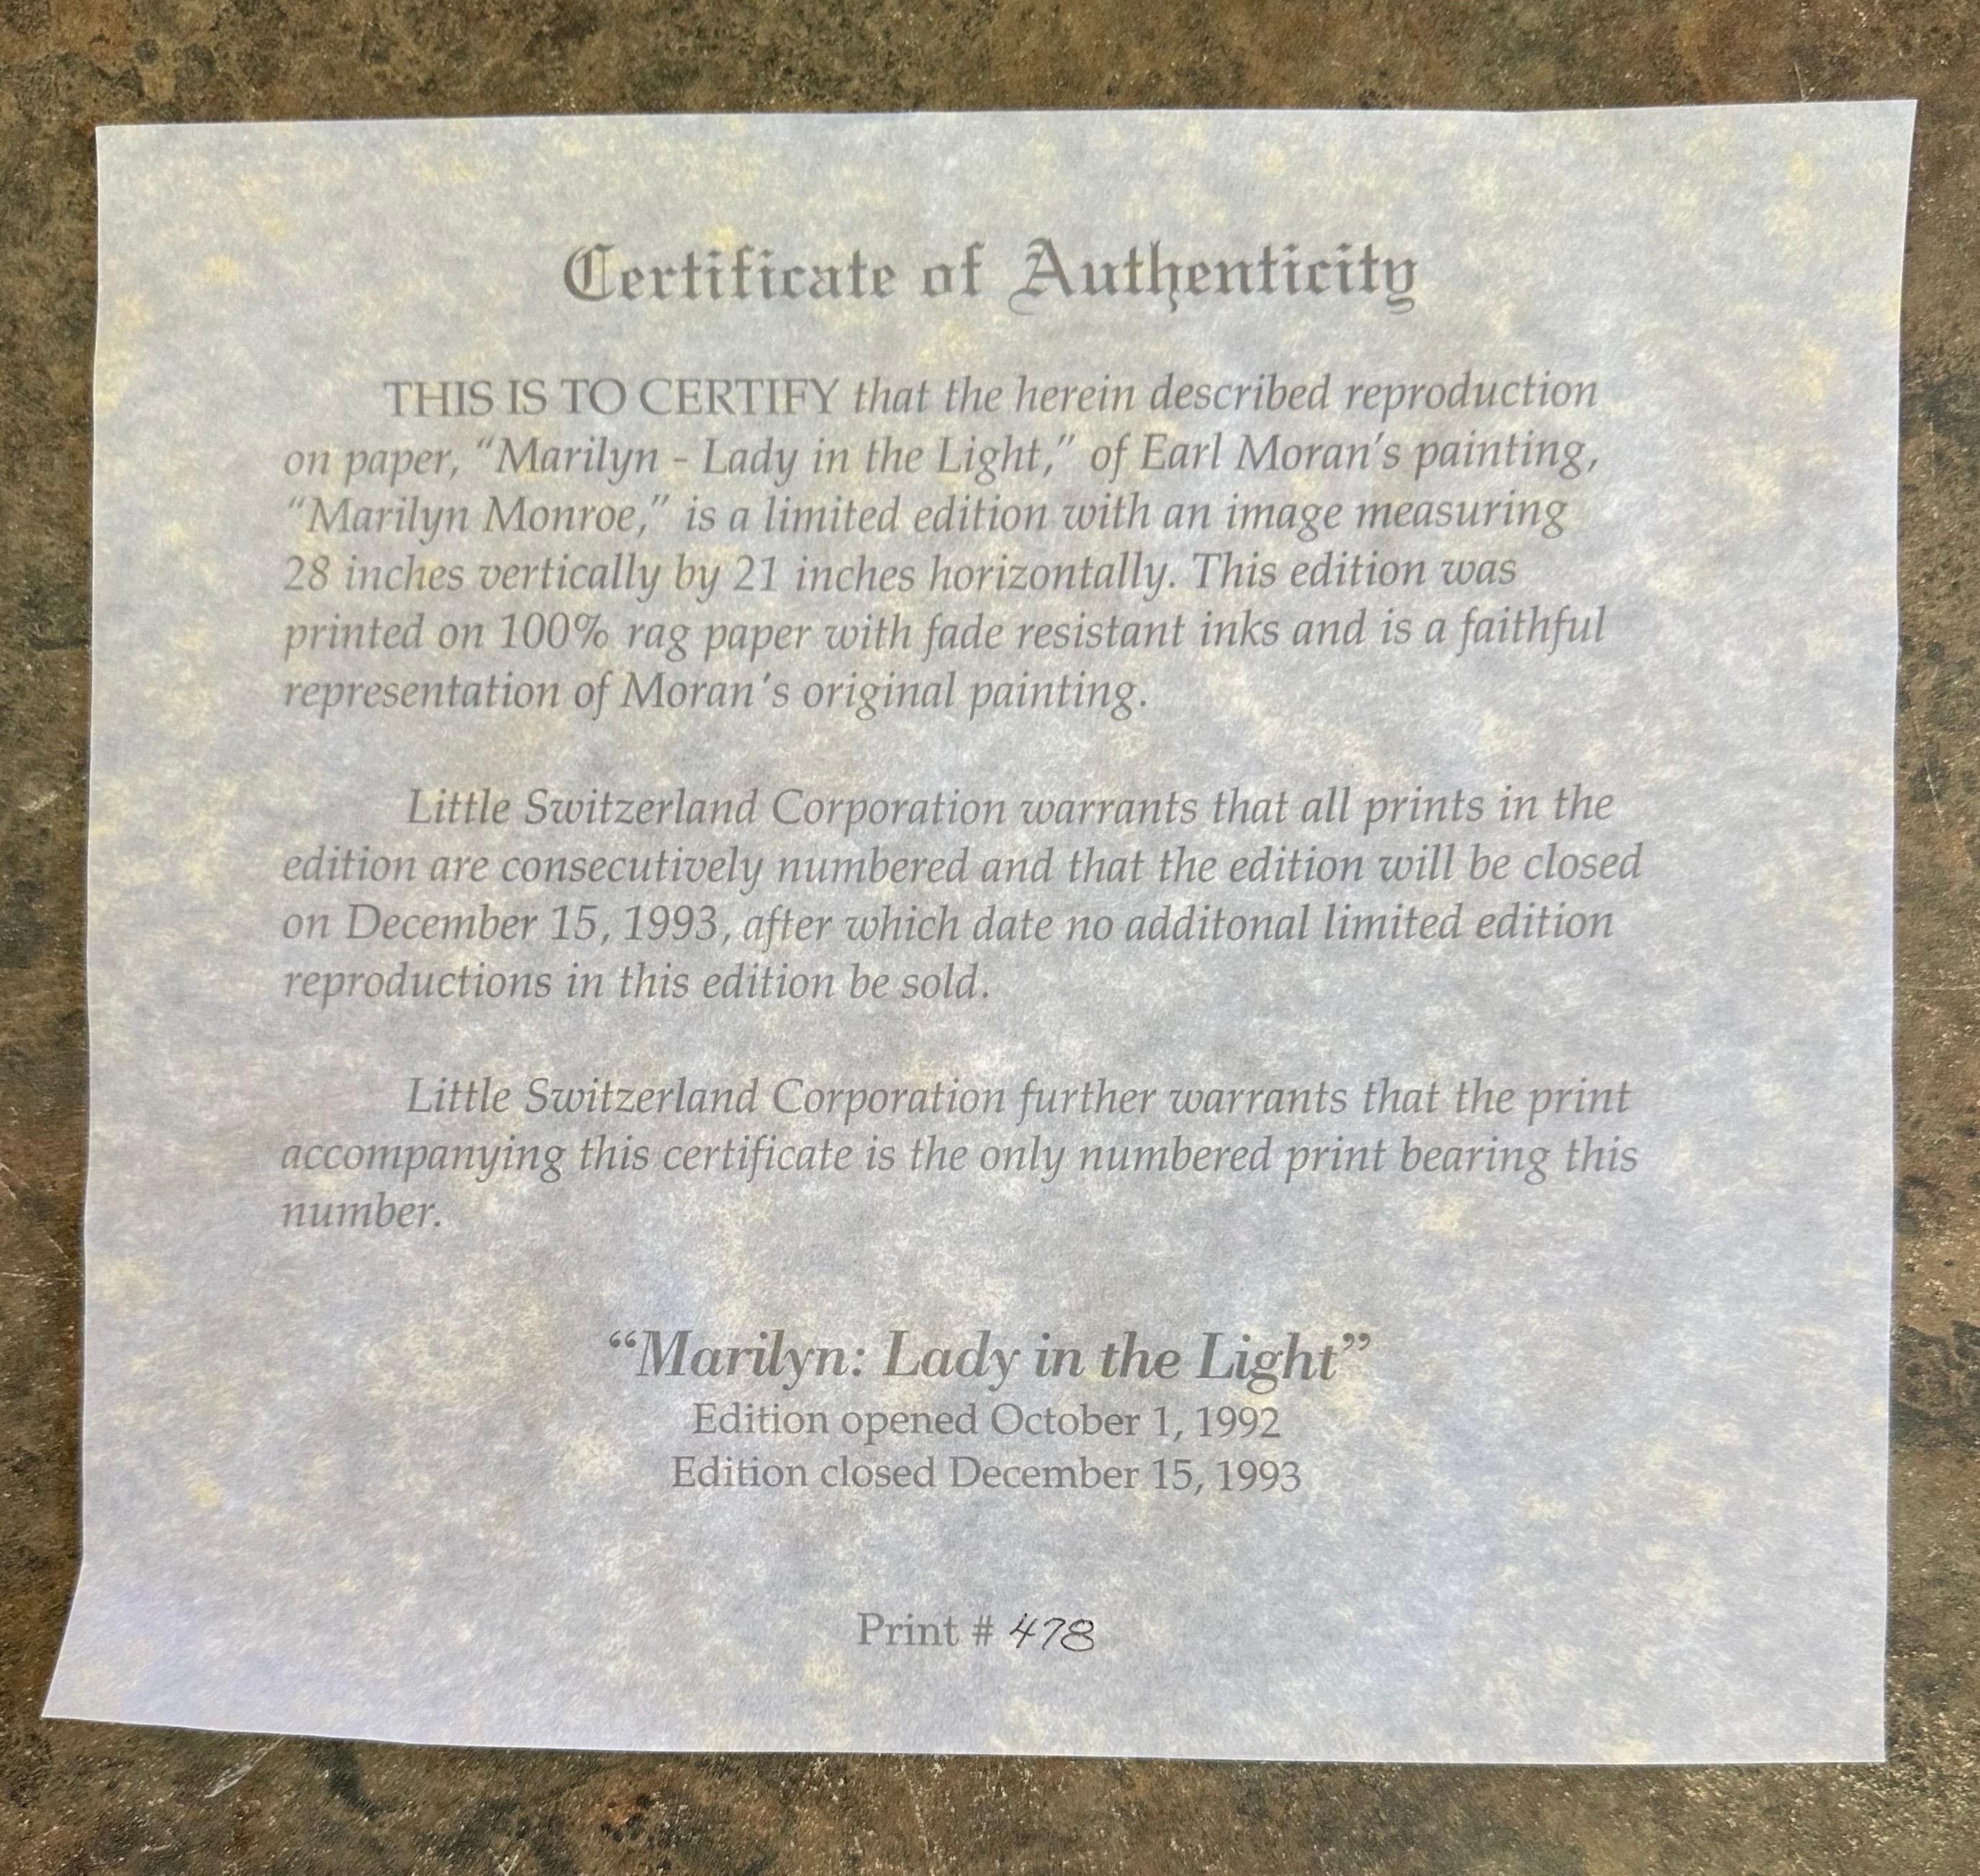 Certificate of Authenticity
THIS IS TO CERTIFY that the herein described reproduction
on paper, “Marilyn - Lady in the Light,” of Earl Moran’s painting,
“Marilyn Monroe,” is a limited edition with an image measuring
28 inches vertically by 21 inches horizontally. This edition was
printed on 100% rag paper with fade resistant inks and is a faithful
representation of Moran's original painting.
Little Switzerland Corporation warrants that all prints in the
edition are consecutively numbered and that the edition will be closed
on December 15, 1993, after which date no additonal limited edition
reproductions in this edition be sold.
Little Switzerland Corporation further warrants that the print
accompanying this certificate is the only numbered print bearing this
number.
“Marilyn: Lady in the Light”
Edition opened October 1, 1992
Edition closed December 15, 1993
Print # 478